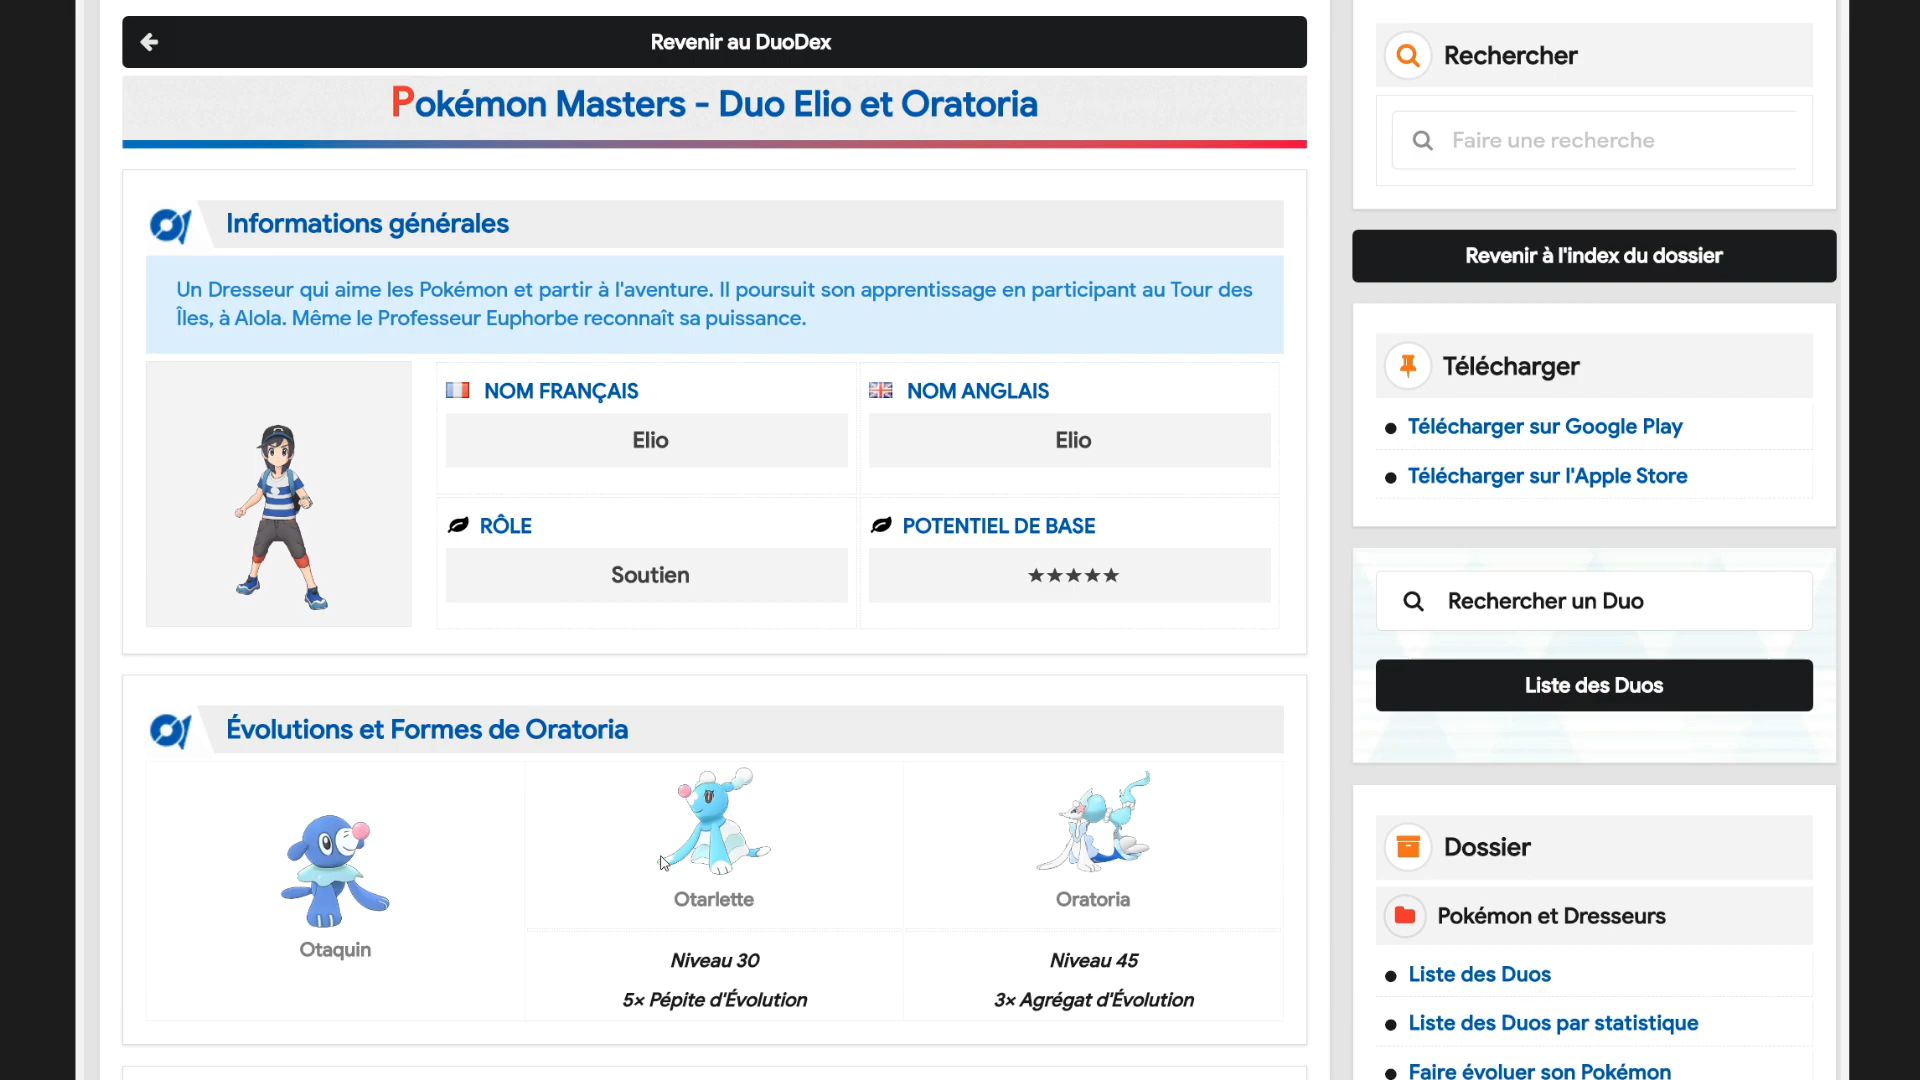 Revenir au DuoDex
Pokémon Masters - Duo Elio et Oratoria
Informations générales
Un Dresseur qui aime les Pokémon et partir à l'aventure. Il poursuit son apprentissage en participant au Tour des
Îles, à Alola. Même le Professeur Euphorbe reconnaît sa puissance.
NOM FRANÇAIS
Elio
NOM ANGLAIS
Elio
RÔLE
Soutien
POTENTIEL DE BASE
★★★★★
Évolutions et Formes de Oratoria
Otaquin
Otarlette
Niveau 30
5× Pépite d'Évolution
Oratoria
Niveau 45
3× Agrégat d'Évolution
Rechercher
Faire une recherche
Revenir à l'index du dossier
Télécharger
Télécharger sur Google Play
Télécharger sur l'Apple Store
Rechercher un Duo
Liste des Duos
Dossier
Pokémon et Dresseurs
Liste des Duos
Liste des Duos par statistique
Faire évoluer son Pokémon